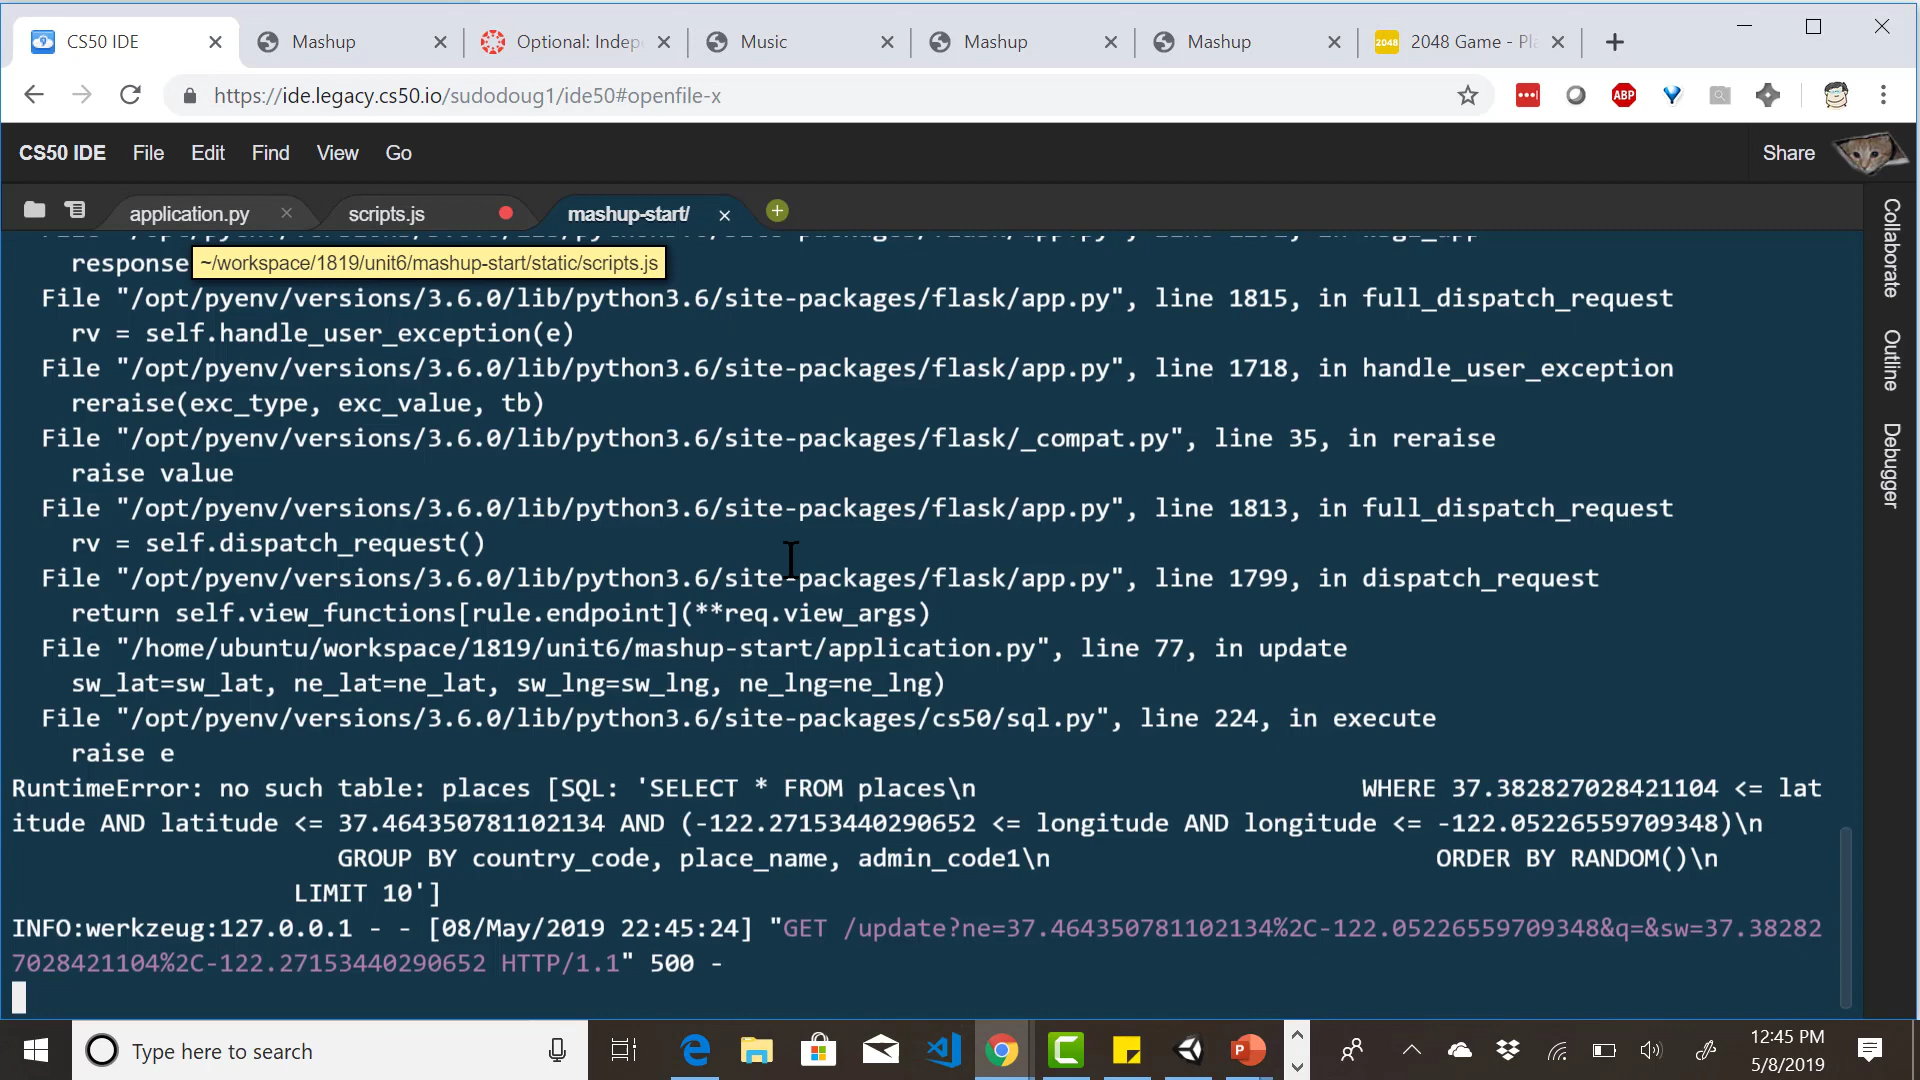 CS50 IDE
Mashup
Optional: Indep
Music
Mashup
Mashup
2048
2048 Game - Pl
https://ide.legacy.cs50.io/sudodoug1/ide50#openfile-x
ABP
CS50 IDE File Edit Find View Go
Share
application.py
scripts.js
mashup-start/
Collaborate
Outline
Debugger
response
~/workspace/1819/unit6/mashup-start/static/scripts.js
File "/opt/pyenv/versions/3.6.0/lib/python3.6/site-packages/flask/app.py", line 1815, in full_dispatch_request
rv = self.handle_user_exception(e)
File "/opt/pyenv/versions/3.6.0/lib/python3.6/site-packages/flask/app.py", line 1718, in handle_user_exception
reraise(exc_type, exc_value, tb)
File "/opt/pyenv/versions/3.6.0/lib/python3.6/site-packages/flask/_compat.py", line 35, in reraise
raise value
File "/opt/pyenv/versions/3.6.0/lib/python3.6/site-packages/flask/app.py", line 1813, in full_dispatch_request
rv = self.dispatch_request()
File "/opt/pyenv/versions/3.6.0/lib/python3.6/site-packages/flask/app.py", line 1799, in dispatch_request
return self.view_functions[rule.endpoint](**req.view_args)
File "/home/ubuntu/workspace/1819/unit6/mashup-start/application.py", line 77, in update
sw_lat=sw_lat, ne_lat=ne_lat, sw_lng=sw_lng, ne_lng=ne_lng)
File "/opt/pyenv/versions/3.6.0/lib/python3.6/site-packages/cs50/sql.py", line 224, in execute
raise e
RuntimeError: no such table: places [SQL: 'SELECT * FROM places\n WHERE 37.382827028421104 <= lat
itude AND latitude <= 37.464350781102134 AND (-122.27153440290652 <= longitude AND longitude <= -122.05226559709348)\n
GROUP BY country_code, place_name, admin_code1\n ORDER BY RANDOM()\n
LIMIT 10']
INFO:werkzeug:127.0.0.1 - - [08/May/2019 22:45:24] "GET /update?ne=37.464350781102134%2C-122.05226559709348&q=&sw=37.38282
7028421104%2C-122.27153440290652 HTTP/1.1" 500 -
Type here to search
12:45 PM
5/8/2019